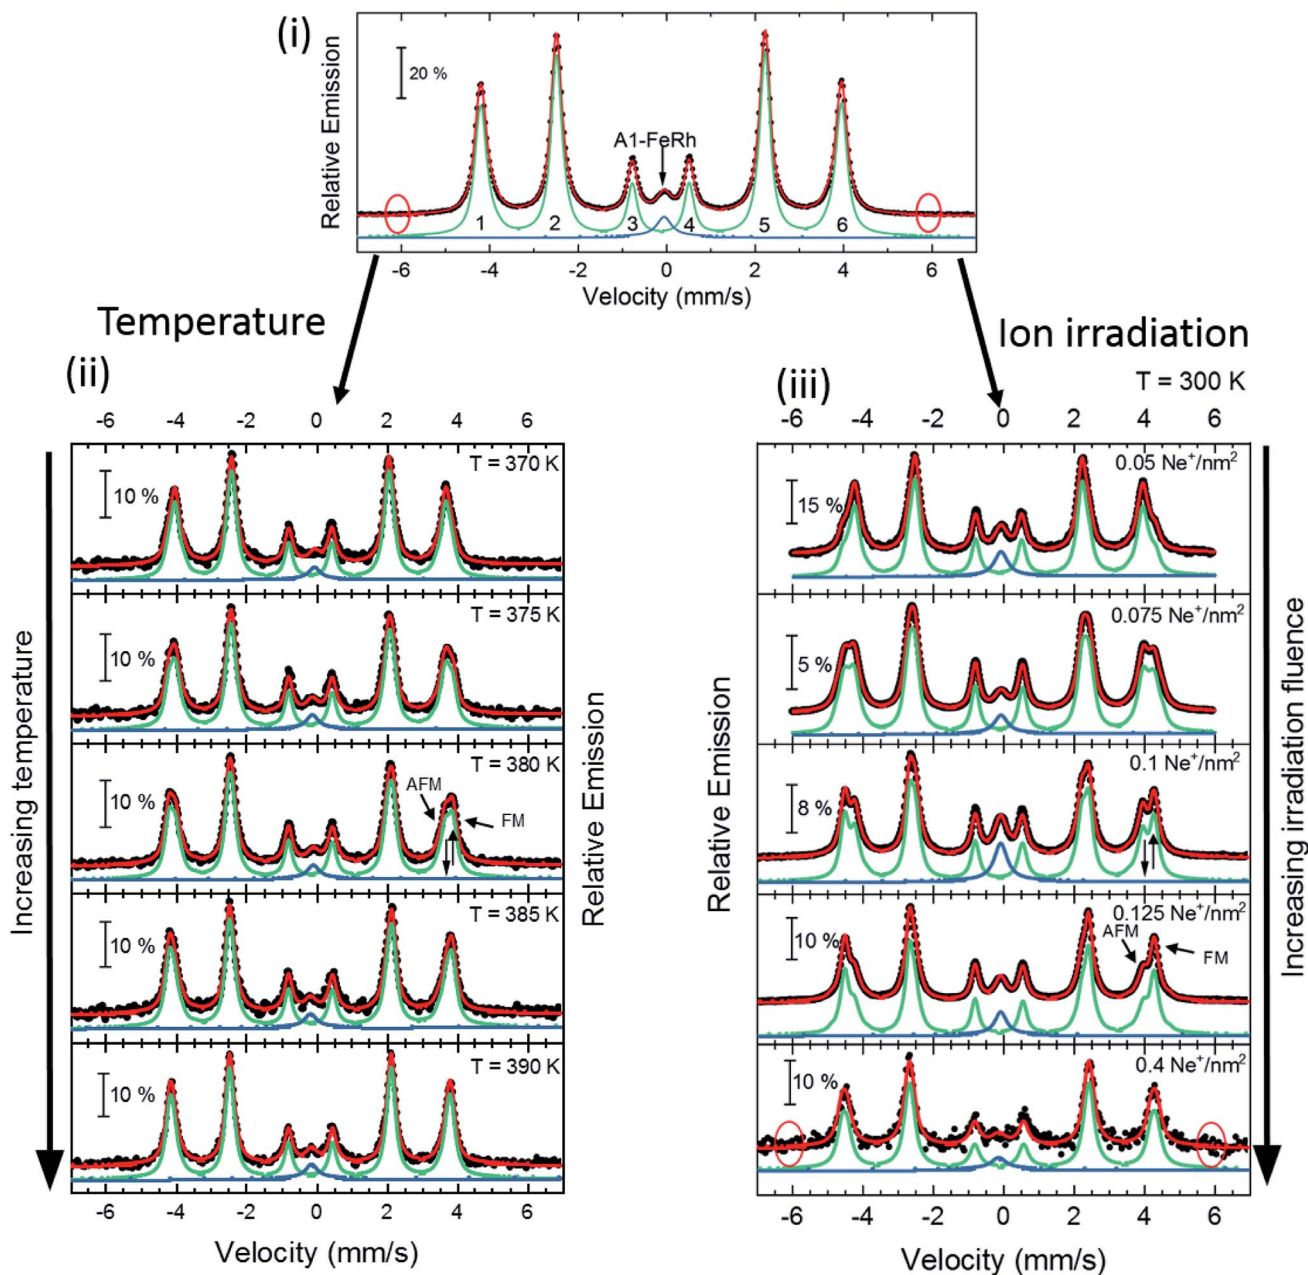 (i)
Relative Emission
20 %
A1-FeRh
1 2 3 4 5 6
-6 -4 -2 0 2 4 6
Velocity (mm/s)
Temperature
Ion irradiation
(ii)
-6 -4 -2 0 2 4 6
Increasing temperature
T = 370 K
10 %
T = 375 K
10 %
T = 380 K
10 %
AFM
FM
T = 385 K
10 %
T = 390 K
10 %
Relative Emission
-6 -4 -2 0 2 4 6
Velocity (mm/s)
(iii)
T = 300 K
-6 -4 -2 0 2 4 6
Relative Emission
0.05 Ne⁺/nm²
15 %
0.075 Ne⁺/nm²
5 %
0.1 Ne⁺/nm²
8 %
0.125 Ne⁺/nm²
10 %
AFM
FM
0.4 Ne⁺/nm²
10 %
Increasing irradiation fluence
-6 -4 -2 0 2 4 6
Velocity (mm/s)